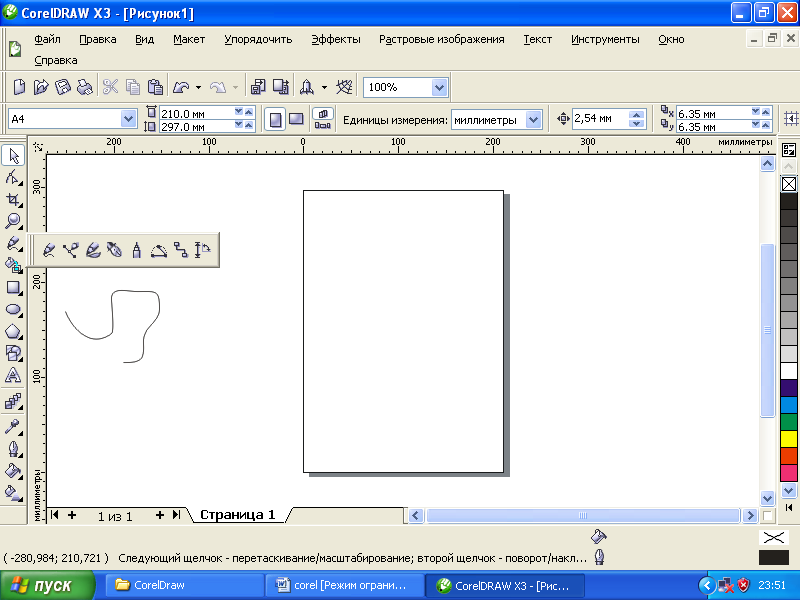 CorelDRAW X3 - [Рисунок1]
Файл Правка Вид Макет Упорядочить Эффекты Растровые изображения Текст Инструменты Окно
Справка
100%
A4 210.0 мм 297.0 мм Единицы измерения: миллиметры 2,54 мм 6.35 мм 6.35 мм
200 100 0 100 200 300 400 миллиметры
300
200
100
миллиметры
1 из 1 Страница 1
( -280,984; 210,721 ) Следующий щелчок - перетаскивание/масштабирование; второй щелчок - поворот/накл...
пуск CorelDraw corel [Режим ограни... CorelDRAW X3 - [Рис... 23:51